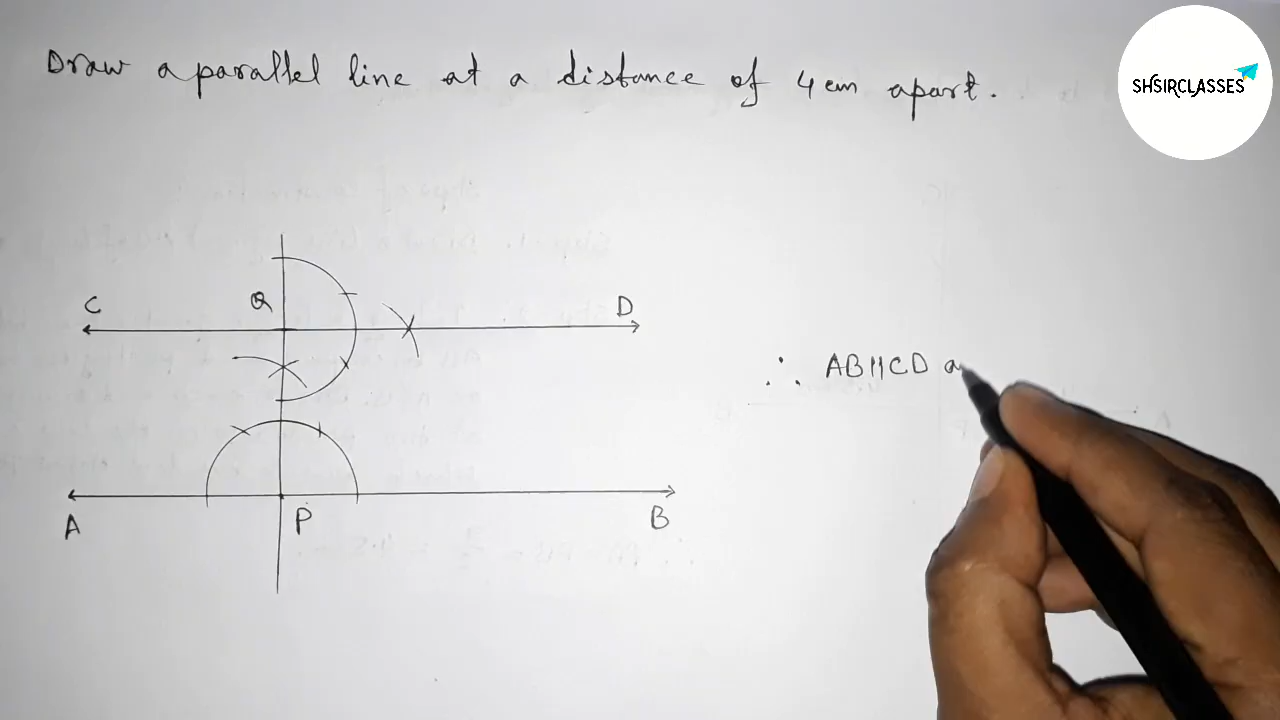 Draw a parallel line at a distance of 4 cm apart.
SHSIRCLASSES
C Q D
∴ AB||CD a
A P B